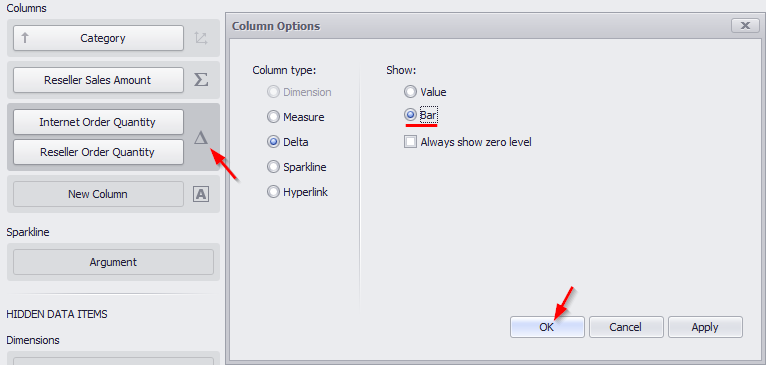 Columns
Category
Reseller Sales Amount
Σ
Internet Order Quantity
Reseller Order Quantity
Δ
New Column
A
Sparkline
Argument
HIDDEN DATA ITEMS
Dimensions
Column Options
Column type:
Dimension
Measure
Delta
Sparkline
Hyperlink
Show:
Value
Bar
Always show zero level
OK
Cancel
Apply